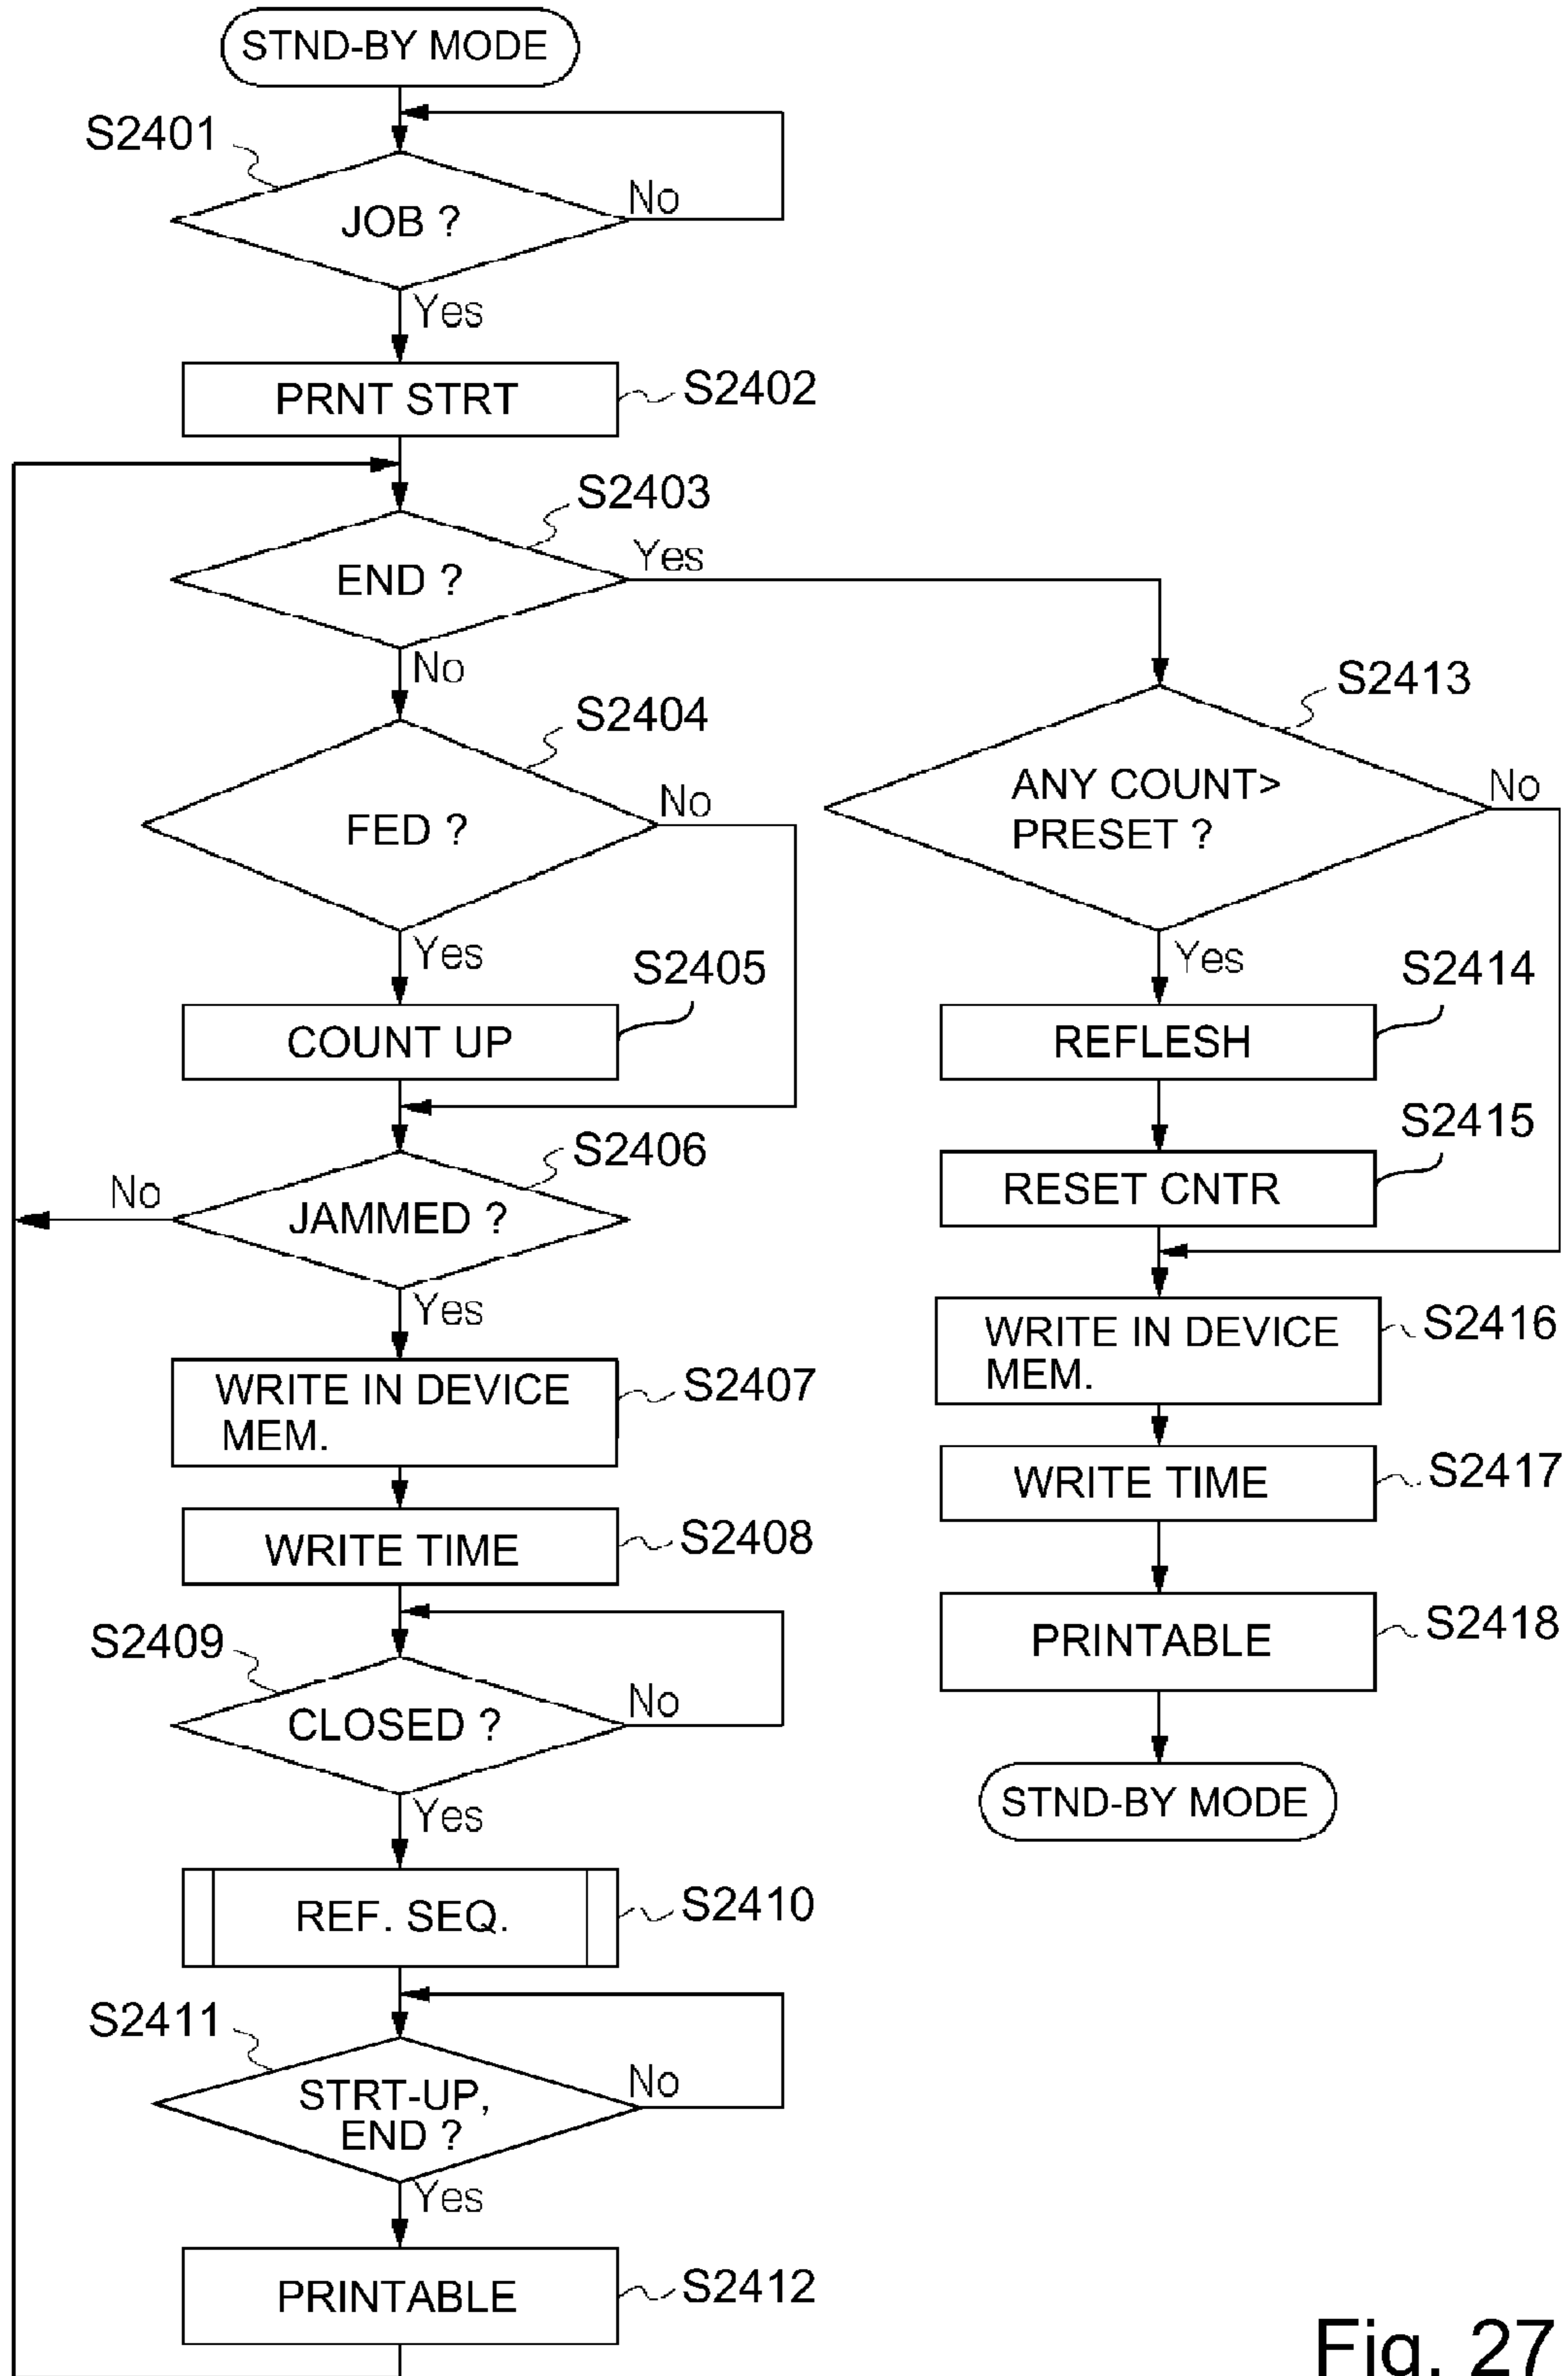 STND-BY MODE
S2401
JOB ?
No
Yes
PRNT STRT
S2402
S2403
END ?
Yes
No
S2404
FED ?
No
Yes
S2405
COUNT UP
S2406
JAMMED ?
No
Yes
WRITE IN DEVICE
MEM.
S2407
WRITE TIME
S2408
S2409
CLOSED ?
No
Yes
REF. SEQ.
S2410
S2411
STRT-UP,
END ?
No
Yes
PRINTABLE
S2412
S2413
ANY COUNT>
PRESET ?
No
Yes
S2414
REFLESH
S2415
RESET CNTR
WRITE IN DEVICE
MEM.
S2416
WRITE TIME
S2417
PRINTABLE
S2418
STND-BY MODE
Fig. 27